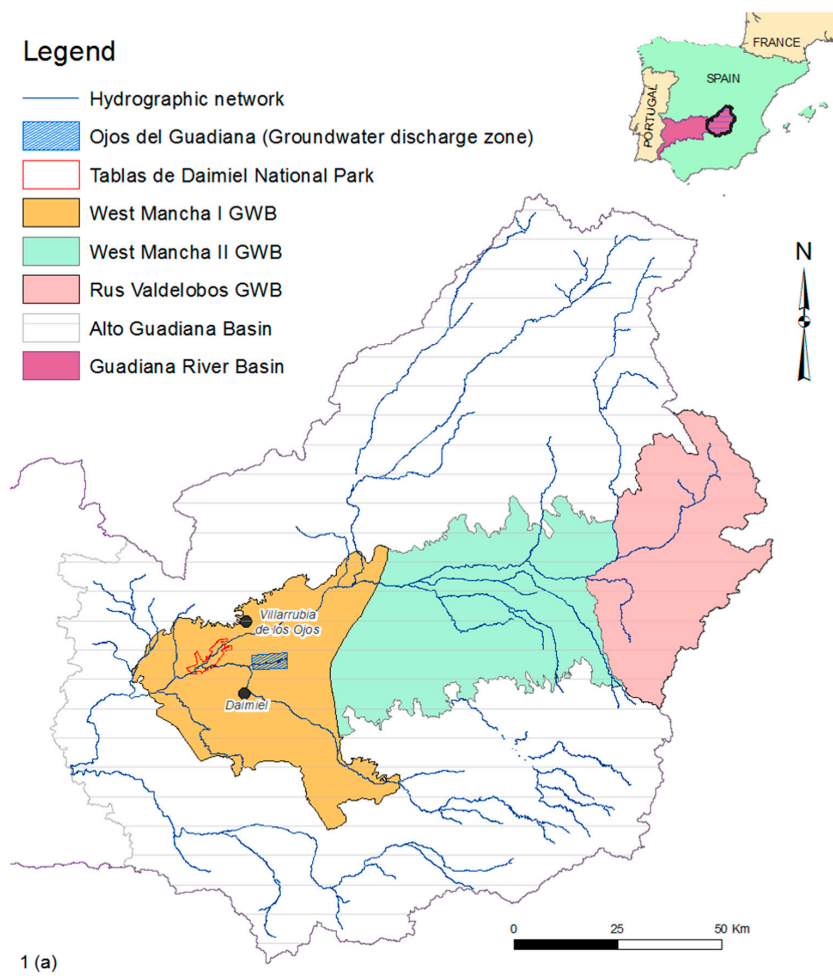 Legend
Hydrographic network
Ojos del Guadiana (Groundwater discharge zone)
Tablas de Daimiel National Park
West Mancha I GWB
West Mancha II GWB
Rus Valdelobos GWB
Alto Guadiana Basin
Guadiana River Basin
FRANCE
SPAIN
PORTUGAL
N
Villarrubia
de los Ojos
Daimiel
0 25 50 Km
1 (a)